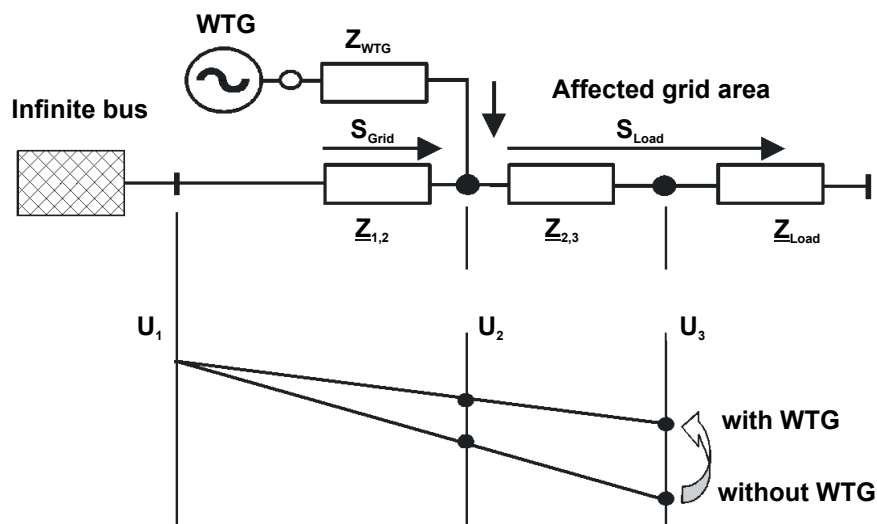 WTG
Z_WTG
Affected grid area
Infinite bus
S_Grid
S_Load
Z_1,2
Z_2,3
Z_Load
U_1
U_2
U_3
with WTG
without WTG